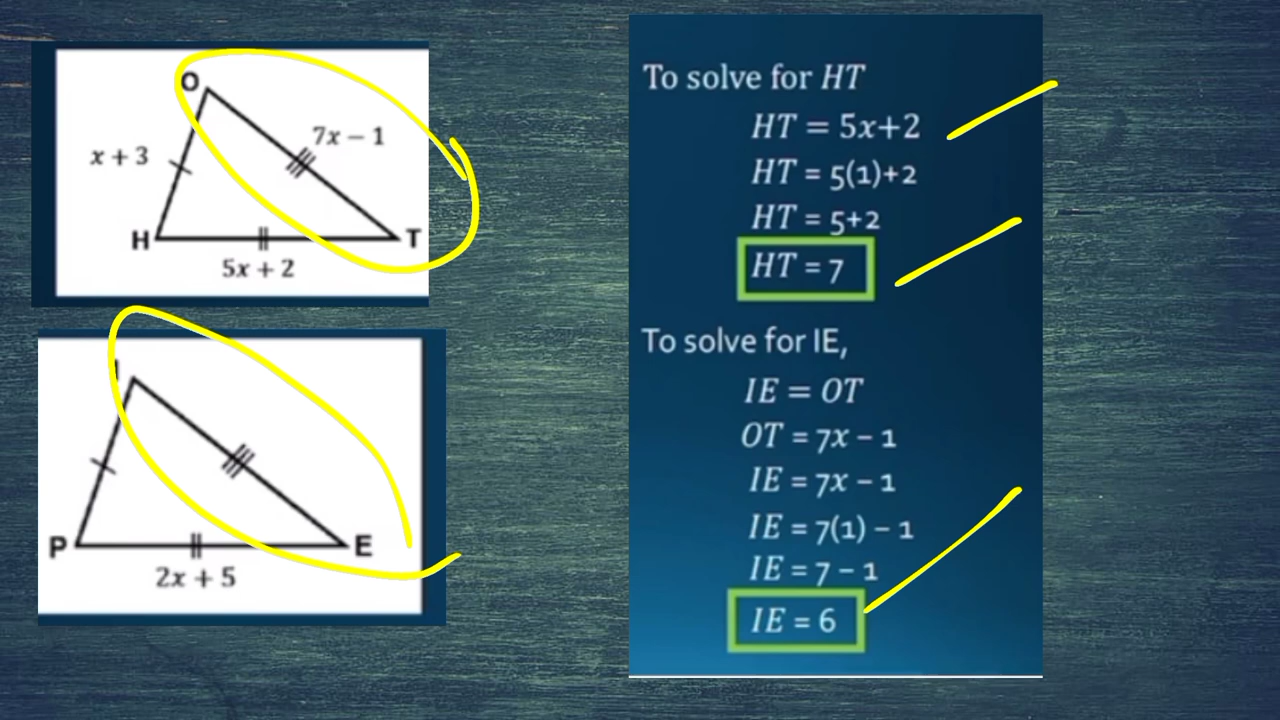 O
7x − 1
x + 3
H
T
5x + 2
I
P
E
2x + 5
To solve for HT
HT = 5x+2
HT = 5(1)+2
HT = 5+2
HT = 7
To solve for IE,
IE = OT
OT = 7x − 1
IE = 7x − 1
IE = 7(1) − 1
IE = 7 − 1
IE = 6